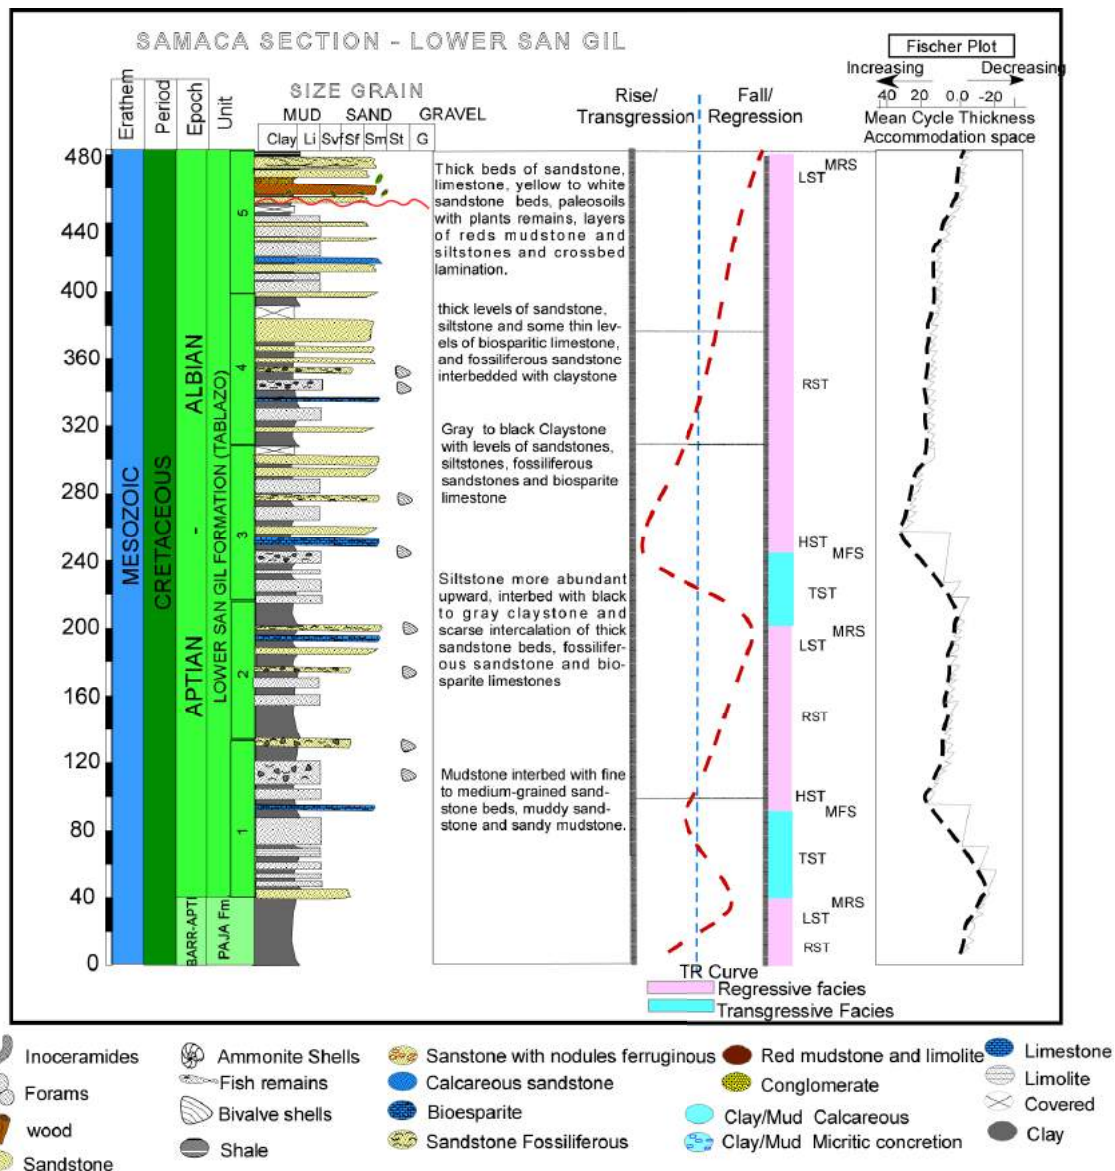 SAMACA SECTION - LOWER SAN GIL
Fischer Plot
Increasing Decreasing
40 20 0.0 -20
Mean Cycle Thickness
Accommodation space
Erathem
Period
Epoch
Unit
SIZE GRAIN
MUD SAND GRAVEL
Clay Li Svf Sf Sm St G
Rise/
Transgression
Fall/
Regression
480
440
400
360
320
280
240
200
160
120
80
40
0
MESOZOIC
CRETACEOUS
APTIAN - ALBIAN
BARR-APTI
LOWER SAN GIL FORMATION (TABLAZO)
PAJA Fm
5
4
3
2
1
Thick beds of sandstone,
limestone, yellow to white
sandstone beds, paleosoils
with plants remains, layers
of reds mudstone and
siltstones and crossbed
lamination.
thick levels of sandstone,
siltstone and some thin lev-
els of biosparitic limestone,
and fossiliferous sandstone
interbedded with claystone
Gray to black Claystone
with levels of sandstones,
siltstones, fossiliferous
sandstones and biosparite
limestone
Siltstone more abundant
upward, interbed with black
to gray claystone and
scarse intercalation of thick
sandstone beds, fossilifer-
ous sandstone and bio-
sparite limestones
Mudstone interbed with fine
to medium-grained sand-
stone beds, muddy sand-
stone and sandy mudstone.
MRS
LST
RST
HST
MFS
TST
MRS
LST
RST
HST
MFS
TST
MRS
LST
RST
TR Curve
Regressive facies
Transgressive Facies
Inoceramides
Forams
wood
Sandstone
Ammonite Shells
Fish remains
Bivalve shells
Shale
Sanstone with nodules ferruginous
Calcareous sandstone
Bioesparite
Sandstone Fossiliferous
Red mudstone and limolite
Conglomerate
Clay/Mud Calcareous
Clay/Mud Micritic concretion
Limestone
Limolite
Covered
Clay